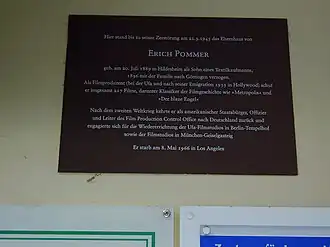 Hier stand bis zu seiner Zerstörung am 22.3.1945 das Elternhaus von
ERICH POMMER
geb. am 20. Juli 1889 in Hildesheim als Sohn eines Textilkaufmanns,
1896 mit der Familie nach Göttingen verzogen.
Als Filmproduzent (bei der Ufa und nach seiner Emigration 1933 in Hollywood) schuf
er insgesamt 217 Filme, darunter Klassiker der Filmgeschichte wie »Metropolis« und
»Der blaue Engel«
Nach dem zweiten Weltkrieg kehrte er als amerikanischer Staatsbürger, Offizier
und Leiter des Film Production Control Office nach Deutschland zurück und
engagierte sich für die Wiedererrichtung der Ufa-Filmstudios in Berlin-Tempelhof
sowie der Filmstudios in München-Geiselgasteig
Er starb am 8. Mai 1966 in Los Angeles